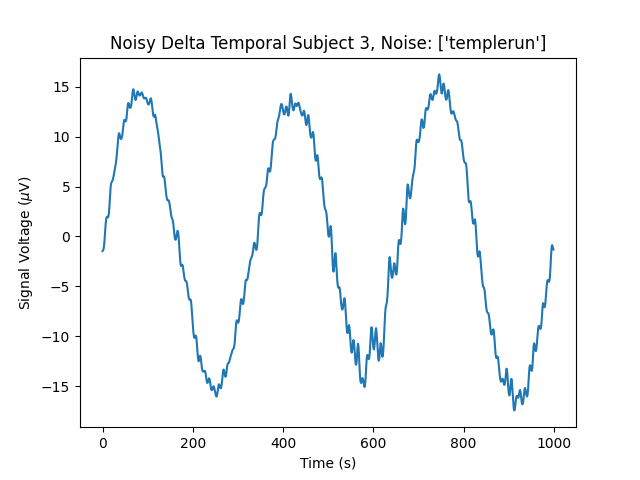 Noisy Delta Temporal Subject 3, Noise: ['templerun']
Signal Voltage (μV)
15
10
5
0
−5
−10
−15
0 200 400 600 800 1000
Time (s)